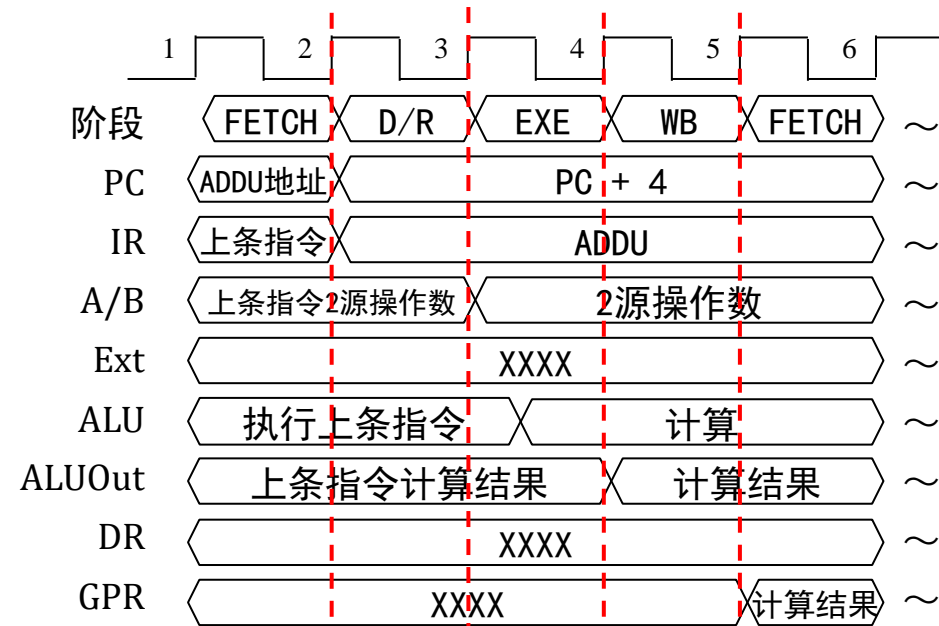 1 2 3 4 5 6
阶段 FETCH D/R EXE WB FETCH ～
PC ADDU地址 PC + 4 ～
IR 上条指令 ADDU ～
A/B 上条指令2源操作数 2源操作数 ～
Ext XXXX ～
ALU 执行上条指令 计算 ～
ALUOut 上条指令计算结果 计算结果 ～
DR XXXX ～
GPR XXXX 计算结果 ～